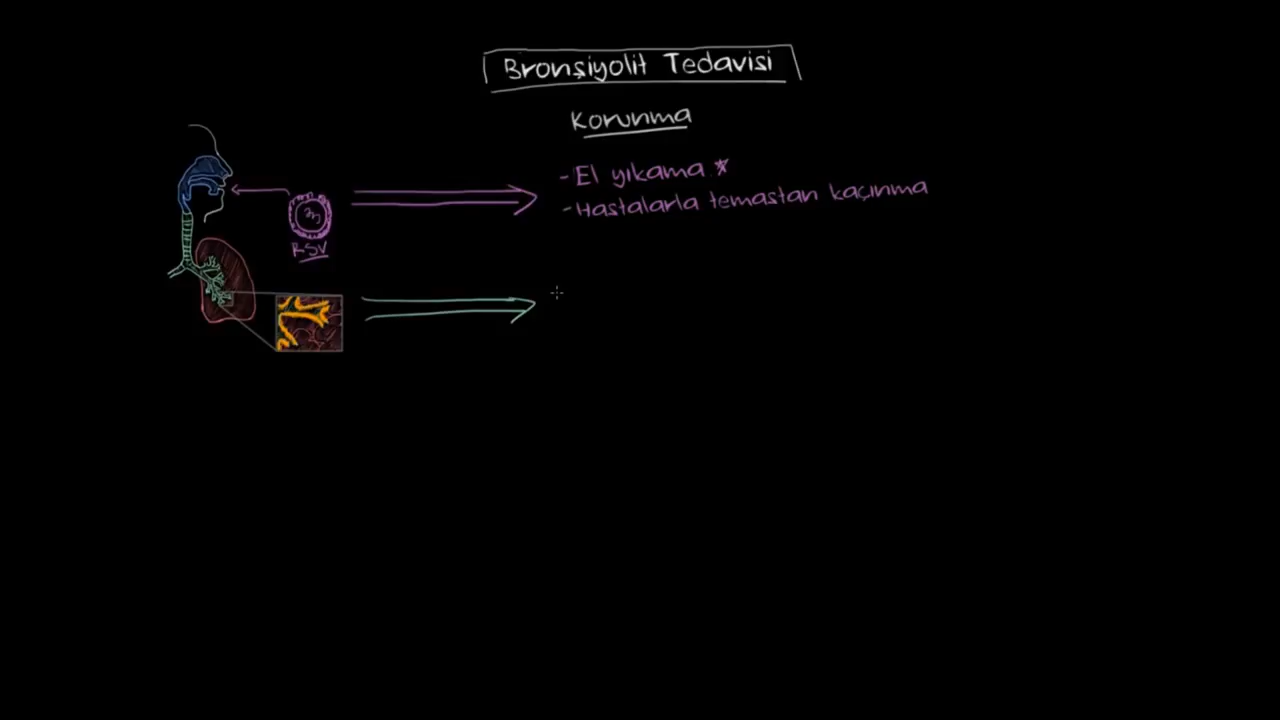 Bronşiyolit Tedavisi
Korunma
- El yıkama *
- Hastalarla temastan kaçınma
RSV